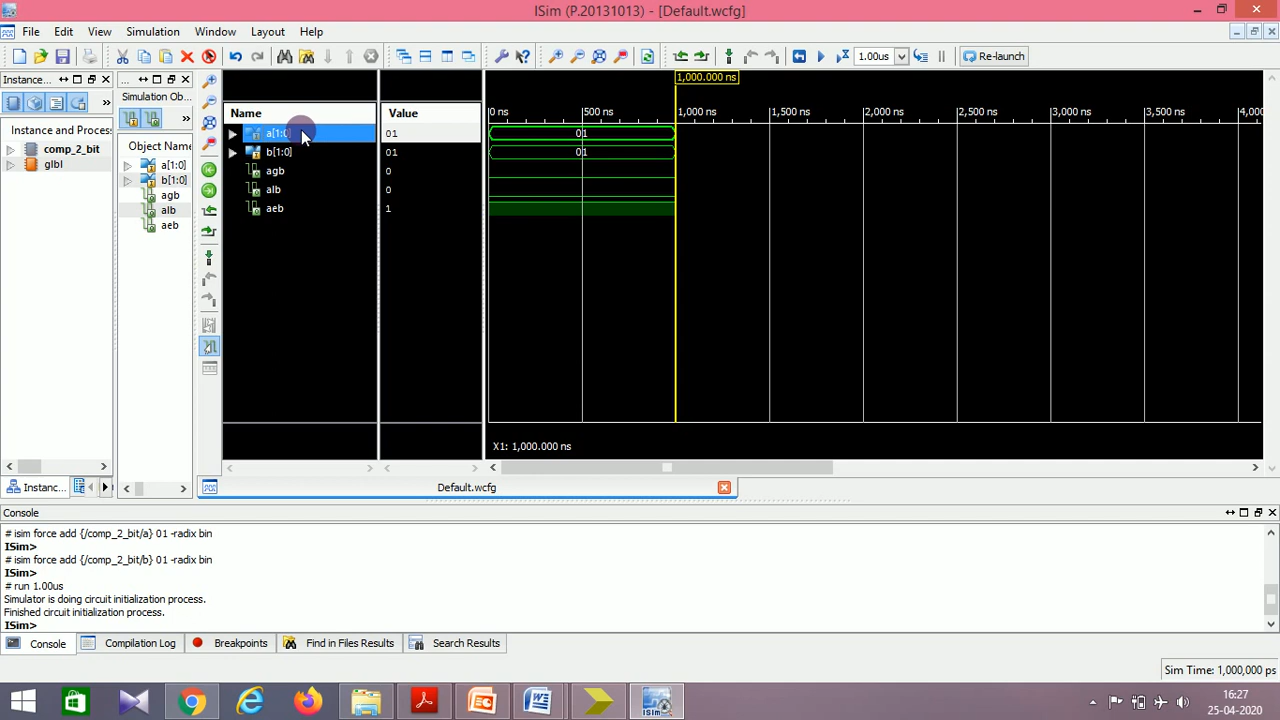 ISim (P.20131013) - [Default.wcfg]
File Edit View Simulation Window Layout Help
1.00us Re-launch
Instance
Instance and Process
comp_2_bit
glbl
Instanc...
Simulation Ob
Object Name
a[1:0]
b[1:0]
agb
alb
aeb
Name Value
a[1:0] 01
b[1:0] 01
agb 0
alb 0
aeb 1
1,000.000 ns
0 ns 500 ns 1,000 ns 1,500 ns 2,000 ns 2,500 ns 3,000 ns 3,500 ns 4,0
01
01
X1: 1,000.000 ns
Default.wcfg
Console
# isim force add {/comp_2_bit/a} 01 -radix bin
ISim>
# isim force add {/comp_2_bit/b} 01 -radix bin
ISim>
# run 1.00us
Simulator is doing circuit initialization process.
Finished circuit initialization process.
ISim>
Console Compilation Log Breakpoints Find in Files Results Search Results
Sim Time: 1,000,000 ps
16:27
25-04-2020